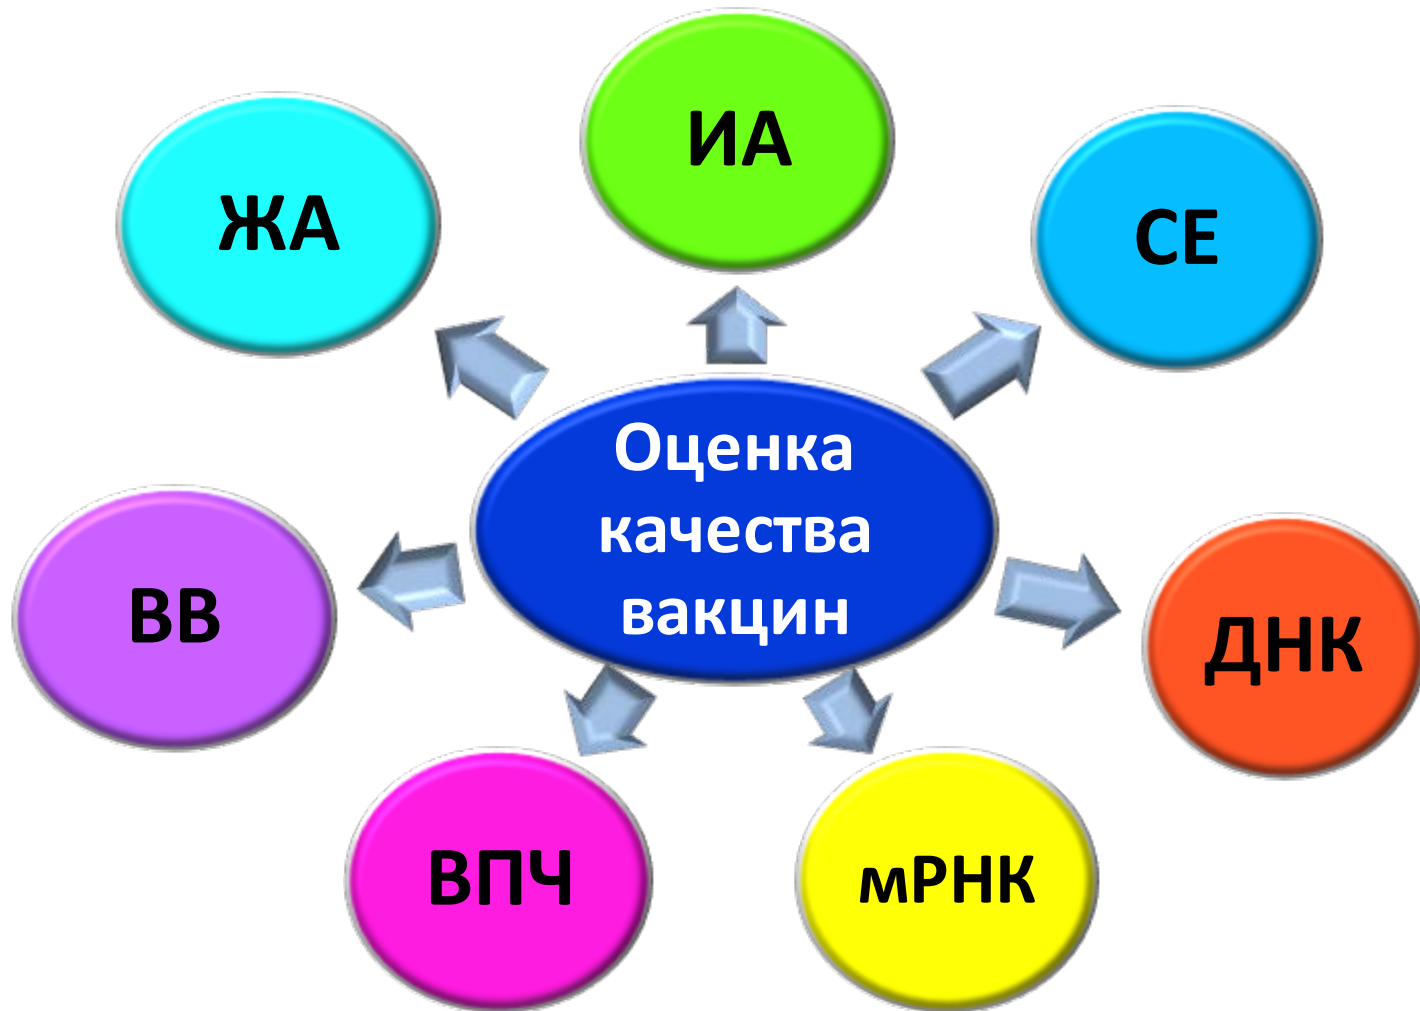 ИА
ЖА
СЕ
Оценка
качества
вакцин
ВВ
ДНК
ВПЧ
мРНК